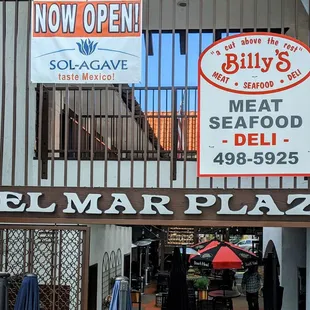 NOW OPEN!
SOL-AGAVE
taste Mexico!
"a cut above the rest"
Billy's
MEAT • SEAFOOD • DELI
MEAT
SEAFOOD
- DELI -
498-5925
EL MAR PLAZ